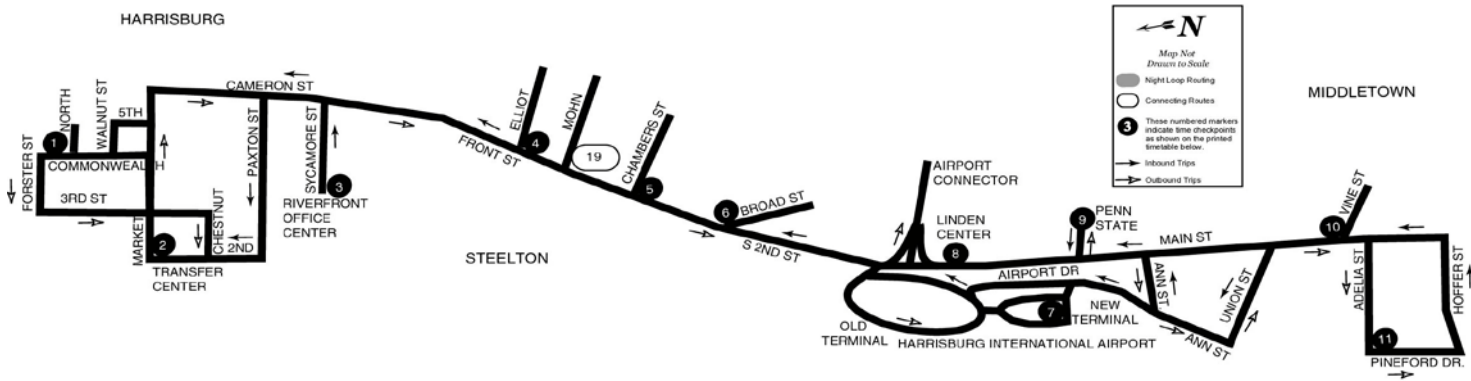 HARRISBURG
N
Map Not
Drawn to Scale
Night Loop Routing
Connecting Routes
3
These numbered markers
indicate time checkpoints
as shown on the printed
timetable below.
Inbound Trips
Outbound Trips
MIDDLETOWN
STEELTON
FORSTER ST
1
NORTH
WALNUT ST
5TH
COMMONWEALTH
3RD ST
MARKET
2
CHESTNUT
2ND
TRANSFER
CENTER
CAMERON ST
PAXTON ST
SYCAMORE ST
3
RIVERFRONT
OFFICE
CENTER
FRONT ST
ELLIOT
4
MOHN
19
CHAMBERS ST
5
6
BROAD ST
S 2ND ST
AIRPORT
CONNECTOR
LINDEN
CENTER
8
9
PENN
STATE
MAIN ST
AIRPORT DR
OLD
TERMINAL
7
NEW
TERMINAL
HARRISBURG INTERNATIONAL AIRPORT
ANN ST
ANN ST
UNION ST
10
VINE ST
ADELIA ST
HOFFER ST
11
PINEFORD DR.